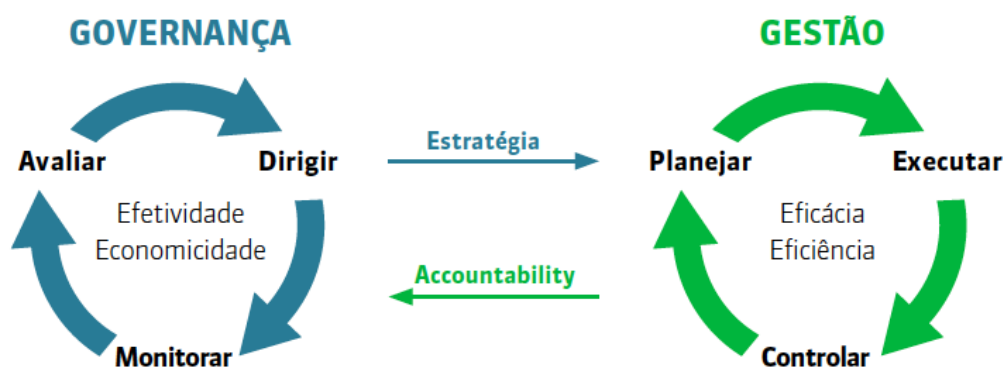 GOVERNANÇA
Avaliar
Dirigir
Efetividade
Economicidade
Monitorar
Estratégia
Accountability
GESTÃO
Planejar
Executar
Eficácia
Eficiência
Controlar